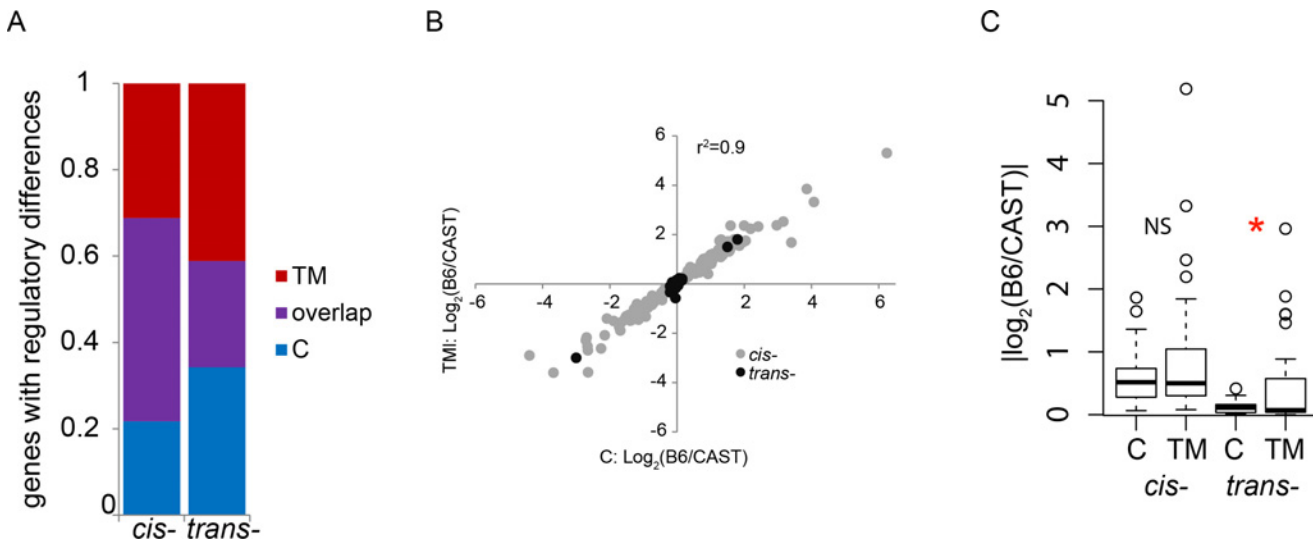 A
genes with regulatory differences
1
0.8
0.6
0.4
0.2
0
cis- trans-
TM
overlap
C
B
TMI: Log2(B6/CAST)
r²=0.9
6
4
2
-2
-4
-6
-6 -4 -2 2 4 6
cis-
trans-
C: Log2(B6/CAST)
C
|log2(B6/CAST)|
5
4
3
2
1
0
NS
*
C TM C TM
cis- trans-